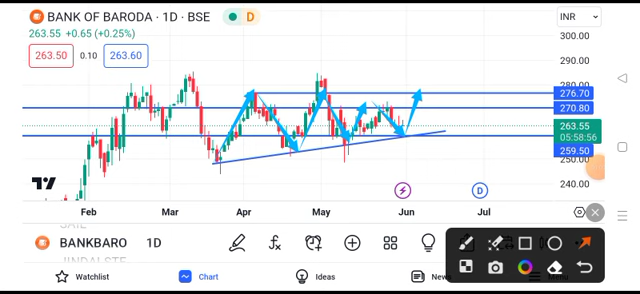 BANK OF BARODA · 1D · BSE
D
INR
263.55 +0.65 (+0.25%)
263.50
0.10
263.60
300.00
290.00
280.00
276.70
270.80
263.55
05:58:56
259.50
250.00
240.00
Feb
Mar
Apr
May
Jun
Jul
D
BANKBARO
1D
Watchlist
Chart
Ideas
News
Menu